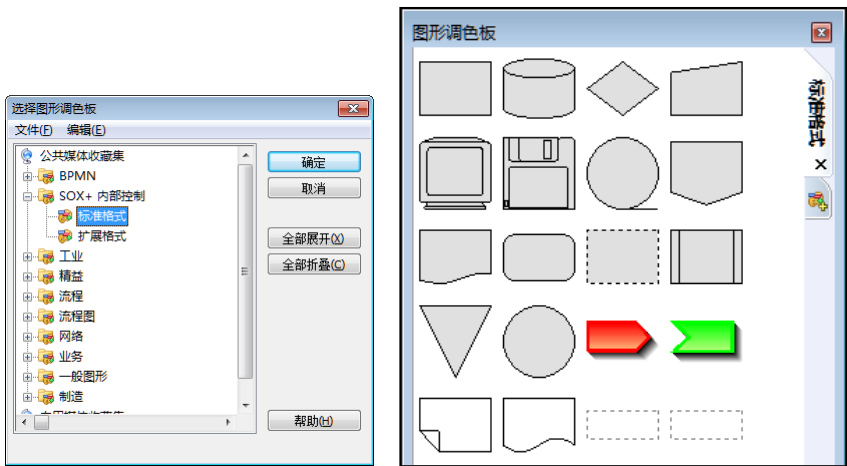 选择图形调色板
文件(F) 编辑(E)
公共媒体收藏集
BPMN
SOX+ 内部控制
标准格式
扩展格式
工业
精益
流程
流程图
网络
业务
一般图形
制造
确定
取消
全部展开(X)
全部折叠(C)
帮助(H)
图形调色板
标准格式